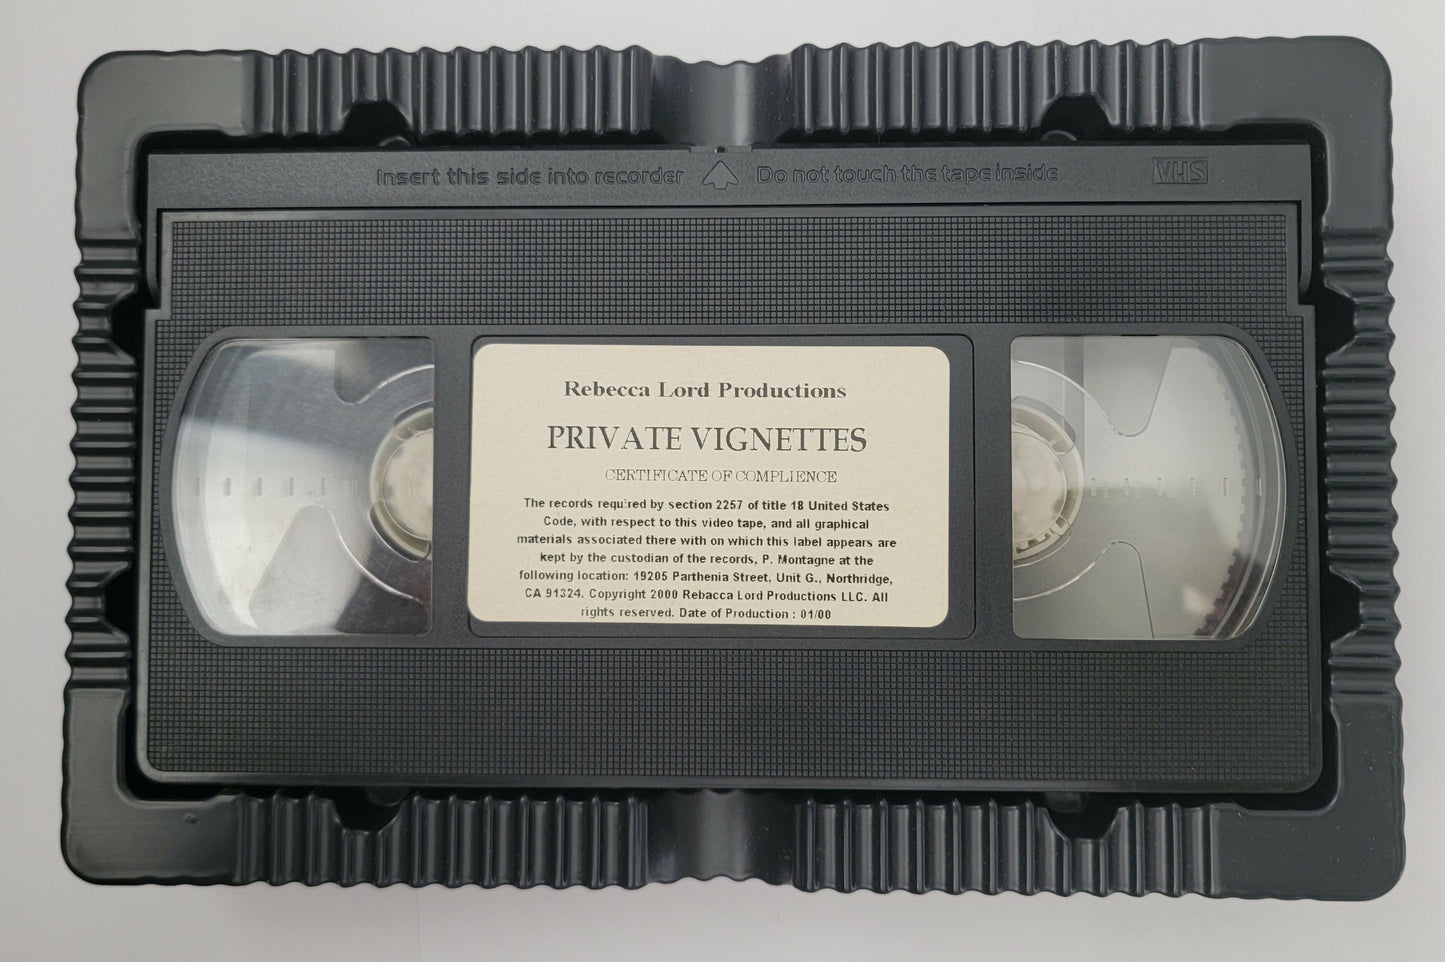 Insert this side into recorder Do not touch the tape inside VHS
Rebecca Lord Productions
PRIVATE VIGNETTES
CERTIFICATE OF COMPLIENCE
The records required by section 2257 of title 18 United States
Code, with respect to this video tape, and all graphical
materials associated there with on which this label appears are
kept by the custodian of the records, P. Montagne at the
following location: 19205 Parthenia Street, Unit G., Northridge,
CA 91324. Copyright 2000 Rebacca Lord Productions LLC. All
rights reserved. Date of Production : 01/00